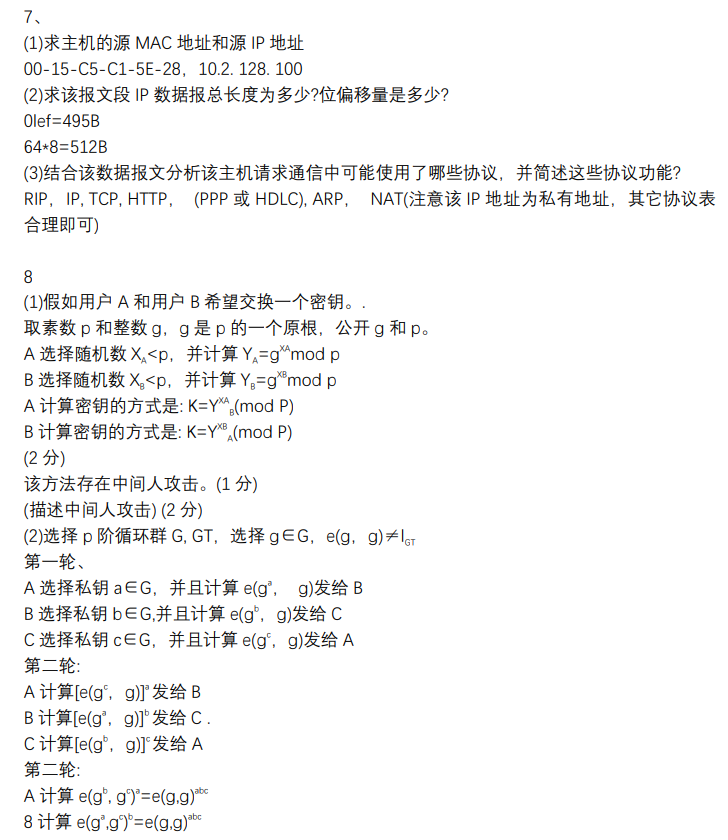 7、
(1)求主机的源 MAC 地址和源 IP 地址
00-15-C5-C1-5E-28，10.2. 128. 100
(2)求该报文段 IP 数据报总长度为多少?位偏移量是多少?
0lef=495B
64*8=512B
(3)结合该数据报文分析该主机请求通信中可能使用了哪些协议，并简述这些协议功能?
RIP，IP, TCP, HTTP， (PPP 或 HDLC), ARP， NAT(注意该 IP 地址为私有地址，其它协议表
合理即可)
8
(1)假如用户 A 和用户 B 希望交换一个密钥。.
取素数 p 和整数 g，g 是 p 的一个原根，公开 g 和 p。
A 选择随机数 X_A<p，并计算 Y_A=g^XA mod p
B 选择随机数 X_B<p，并计算 Y_B=g^XB mod p
A 计算密钥的方式是: K=Y^XA_B(mod P)
B 计算密钥的方式是: K=Y^XB_A(mod P)
(2 分)
该方法存在中间人攻击。(1 分)
(描述中间人攻击) (2 分)
(2)选择 p 阶循环群 G, GT，选择 g∈G，e(g，g)≠I_GT
第一轮、
A 选择私钥 a∈G，并且计算 e(g^a， g)发给 B
B 选择私钥 b∈G,并且计算 e(g^b，g)发给 C
C 选择私钥 c∈G，并且计算 e(g^c，g)发给 A
第二轮:
A 计算[e(g^c，g)]^a 发给 B
B 计算[e(g^a，g)]^b 发给 C .
C 计算[e(g^b，g)]^c 发给 A
第二轮:
A 计算 e(g^b, g^c)^a=e(g,g)^abc
8 计算 e(g^a,g^c)^b=e(g,g)^abc